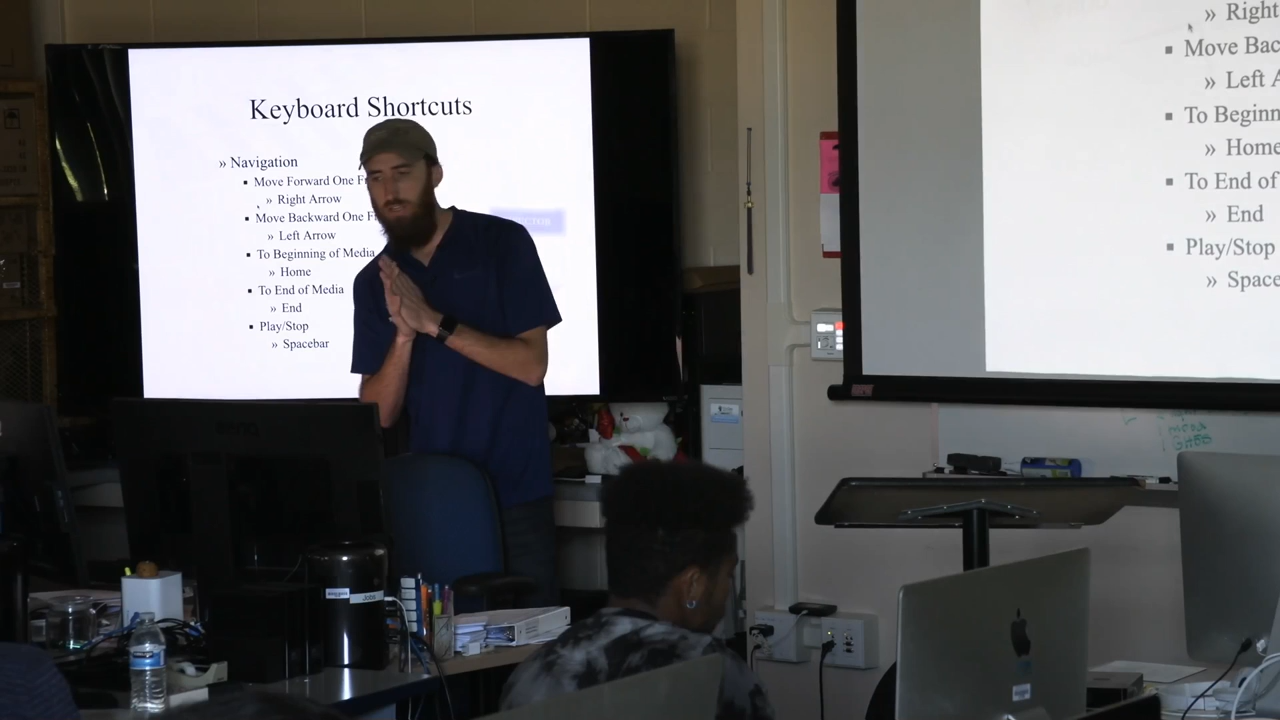 Keyboard Shortcuts
» Navigation
▪ Move Forward One F
» Right Arrow
▪ Move Backward One F
» Left Arrow
▪ To Beginning of Media
» Home
▪ To End of Media
» End
▪ Play/Stop
» Spacebar
» Right
▪ Move Bac
» Left A
▪ To Beginn
» Home
▪ To End of
» End
▪ Play/Stop
» Space
Jobs